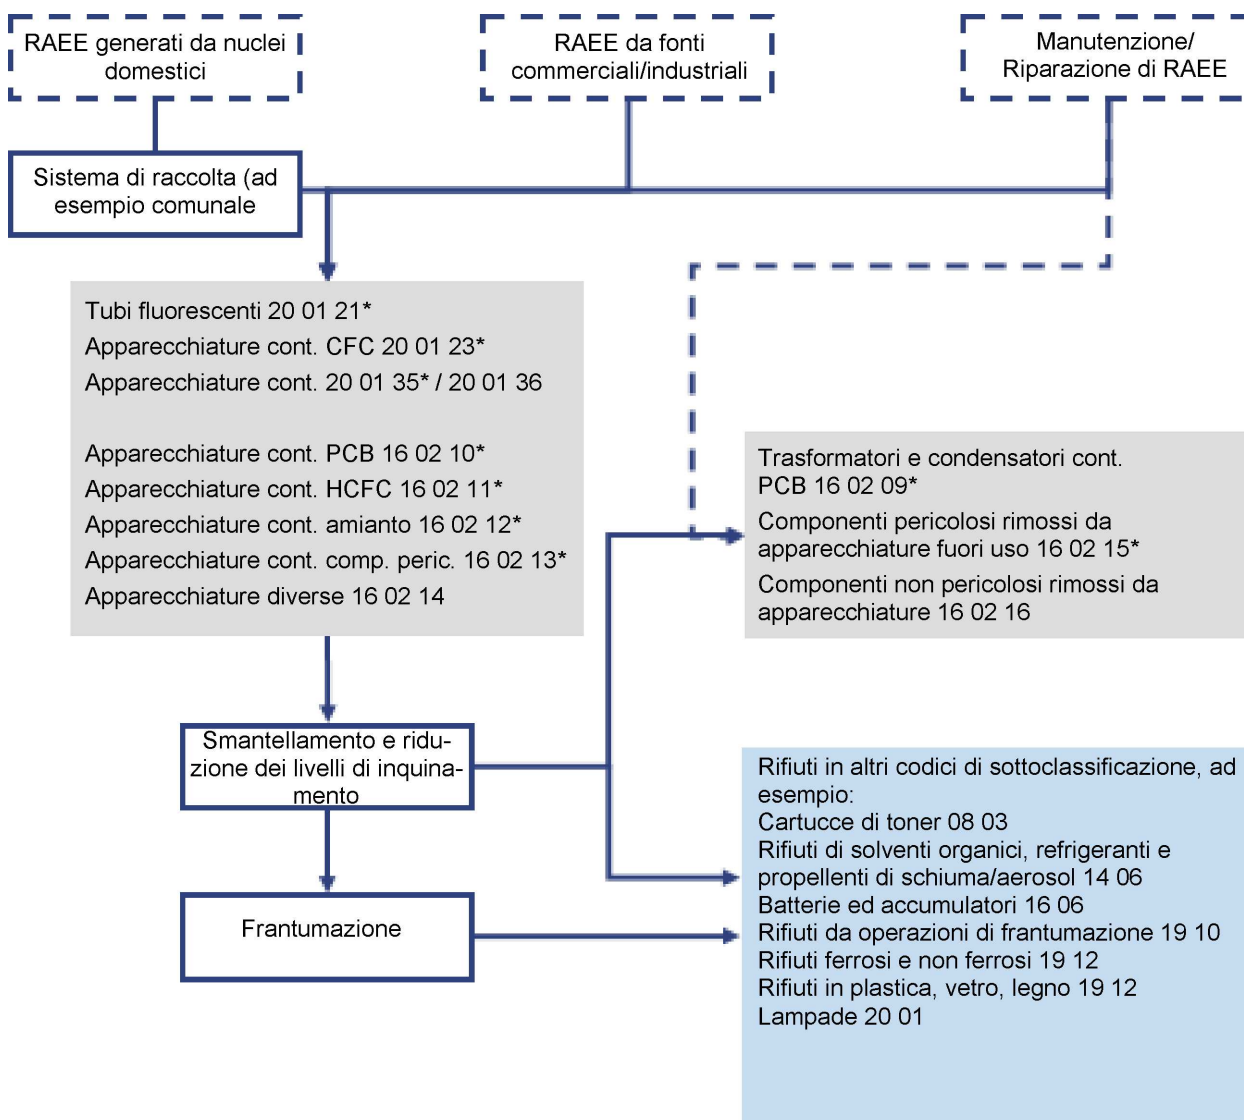 RAEE generati da nuclei
domestici
RAEE da fonti
commerciali/industriali
Manutenzione/
Riparazione di RAEE
Sistema di raccolta (ad
esempio comunale
Tubi fluorescenti 20 01 21*
Apparecchiature cont. CFC 20 01 23*
Apparecchiature cont. 20 01 35* / 20 01 36
Apparecchiature cont. PCB 16 02 10*
Apparecchiature cont. HCFC 16 02 11*
Apparecchiature cont. amianto 16 02 12*
Apparecchiature cont. comp. peric. 16 02 13*
Apparecchiature diverse 16 02 14
Trasformatori e condensatori cont.
PCB 16 02 09*
Componenti pericolosi rimossi da
apparecchiature fuori uso 16 02 15*
Componenti non pericolosi rimossi da
apparecchiature 16 02 16
Smantellamento e ridu-
zione dei livelli di inquina-
mento
Rifiuti in altri codici di sottoclassificazione, ad
esempio:
Cartucce di toner 08 03
Rifiuti di solventi organici, refrigeranti e
propellenti di schiuma/aerosol 14 06
Batterie ed accumulatori 16 06
Rifiuti da operazioni di frantumazione 19 10
Rifiuti ferrosi e non ferrosi 19 12
Rifiuti in plastica, vetro, legno 19 12
Lampade 20 01
Frantumazione